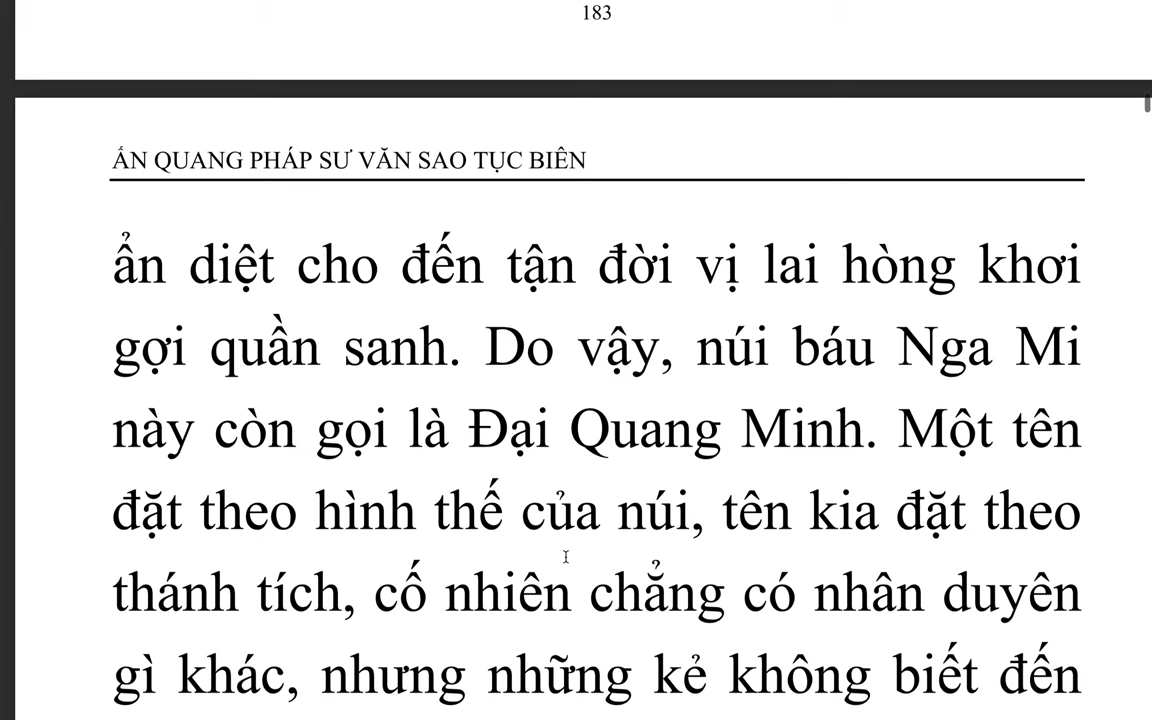 183
ẤN QUANG PHÁP SƯ VĂN SAO TỤC BIÊN
ẩn diệt cho đến tận đời vị lai hòng khơi
gợi quần sanh. Do vậy, núi báu Nga Mi
này còn gọi là Đại Quang Minh. Một tên
đặt theo hình thế của núi, tên kia đặt theo
thánh tích, cố nhiên chẳng có nhân duyên
gì khác, nhưng những kẻ không biết đến